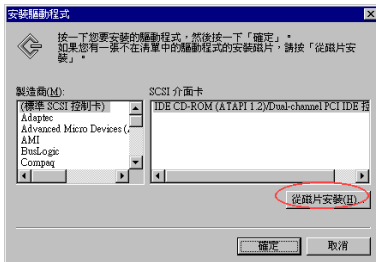 安裝驅動程式
按一下您要安裝的驅動程式，然後按一下「確定」。
如果您有一張不在清單中的驅動程式的安裝磁片，請按「從磁片安
裝」。
製造商(M):
(標準 SCSI 控制卡)
Adaptec
Advanced Micro Devices (
AMI
BusLogic
Compaq
SCSI 介面卡
IDE CD-ROM (ATAPI 1.2)/Dual-channel PCI IDE 控
從磁片安裝(H)...
確定
取消